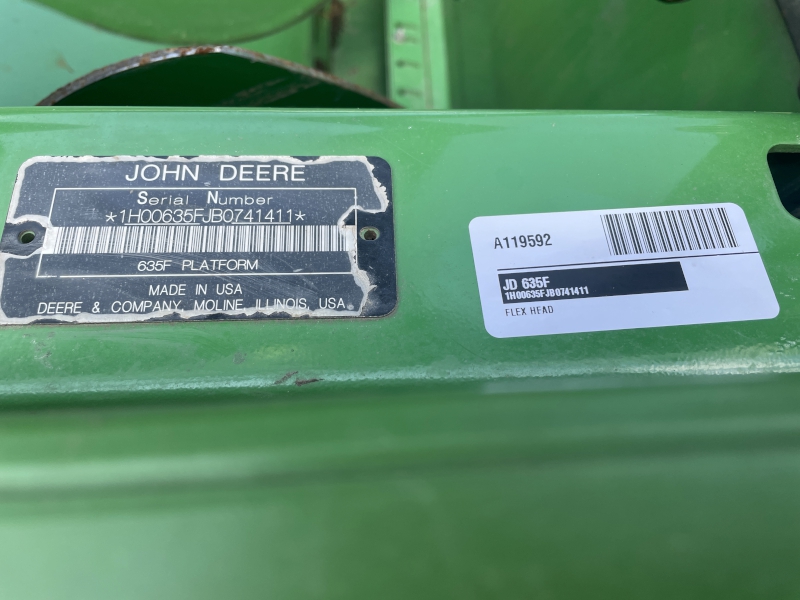 JOHN DEERE
Serial Number
*1H00635FJB0741411*
635F PLATFORM
MADE IN USA
DEERE & COMPANY, MOLINE, ILLINOIS, USA
A119592
JD 635F
1H00635FJB0741411
FLEX HEAD